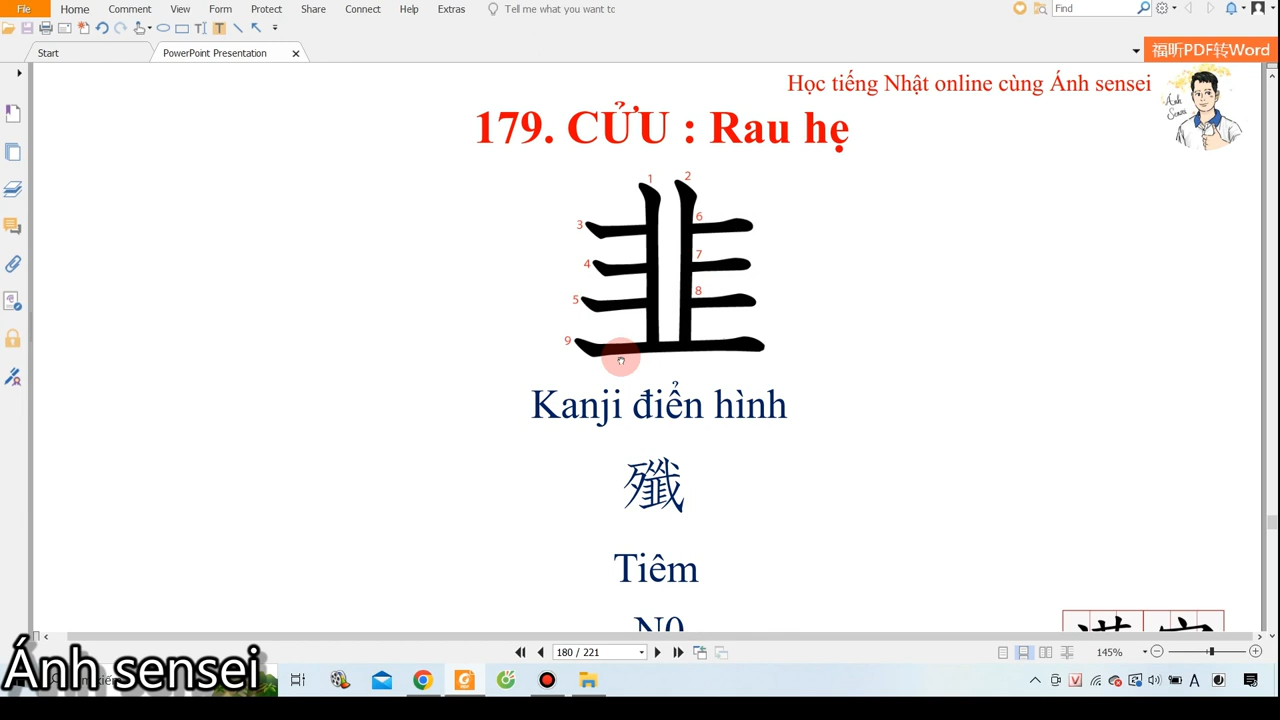 File Home Comment View Form Protect Share Connect Help Extras Tell me what you want to Find
Start PowerPoint Presentation 福昕PDF转Word
Học tiếng Nhật online cùng Ánh sensei
179. CỬU : Rau hẹ
1 2
3 6
4 7
5 8
9
Kanji điển hình
殲
Tiêm
N0
180 / 221
145%
Ánh sensei